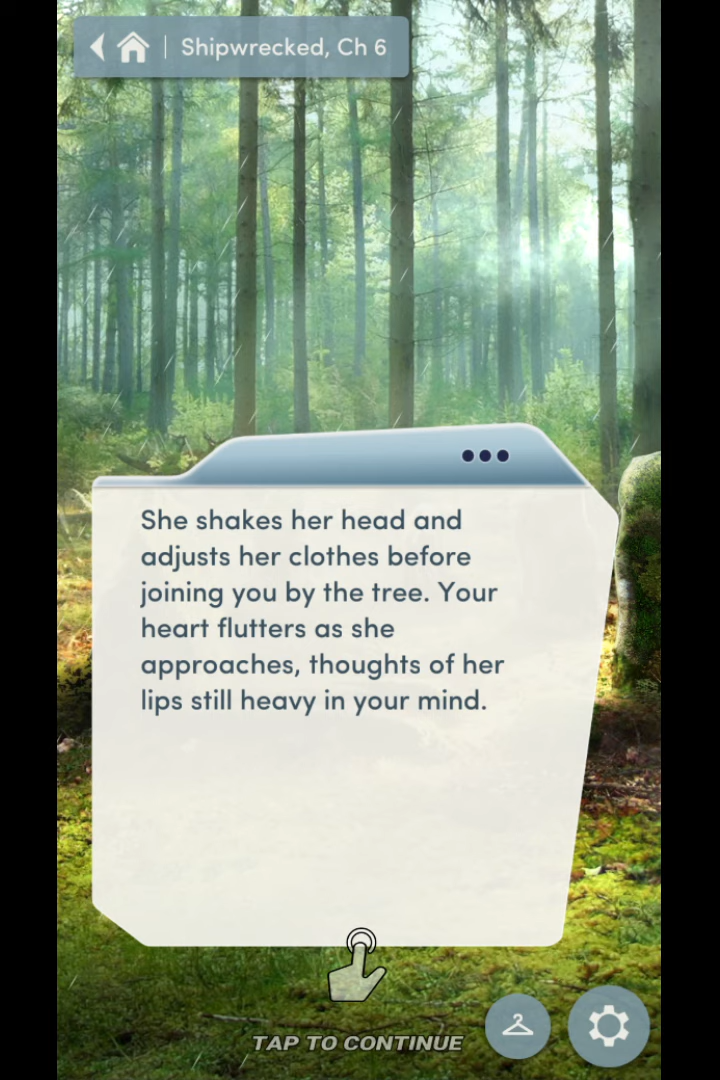 Shipwrecked, Ch 6
She shakes her head and
adjusts her clothes before
joining you by the tree. Your
heart flutters as she
approaches, thoughts of her
lips still heavy in your mind.
TAP TO CONTINUE